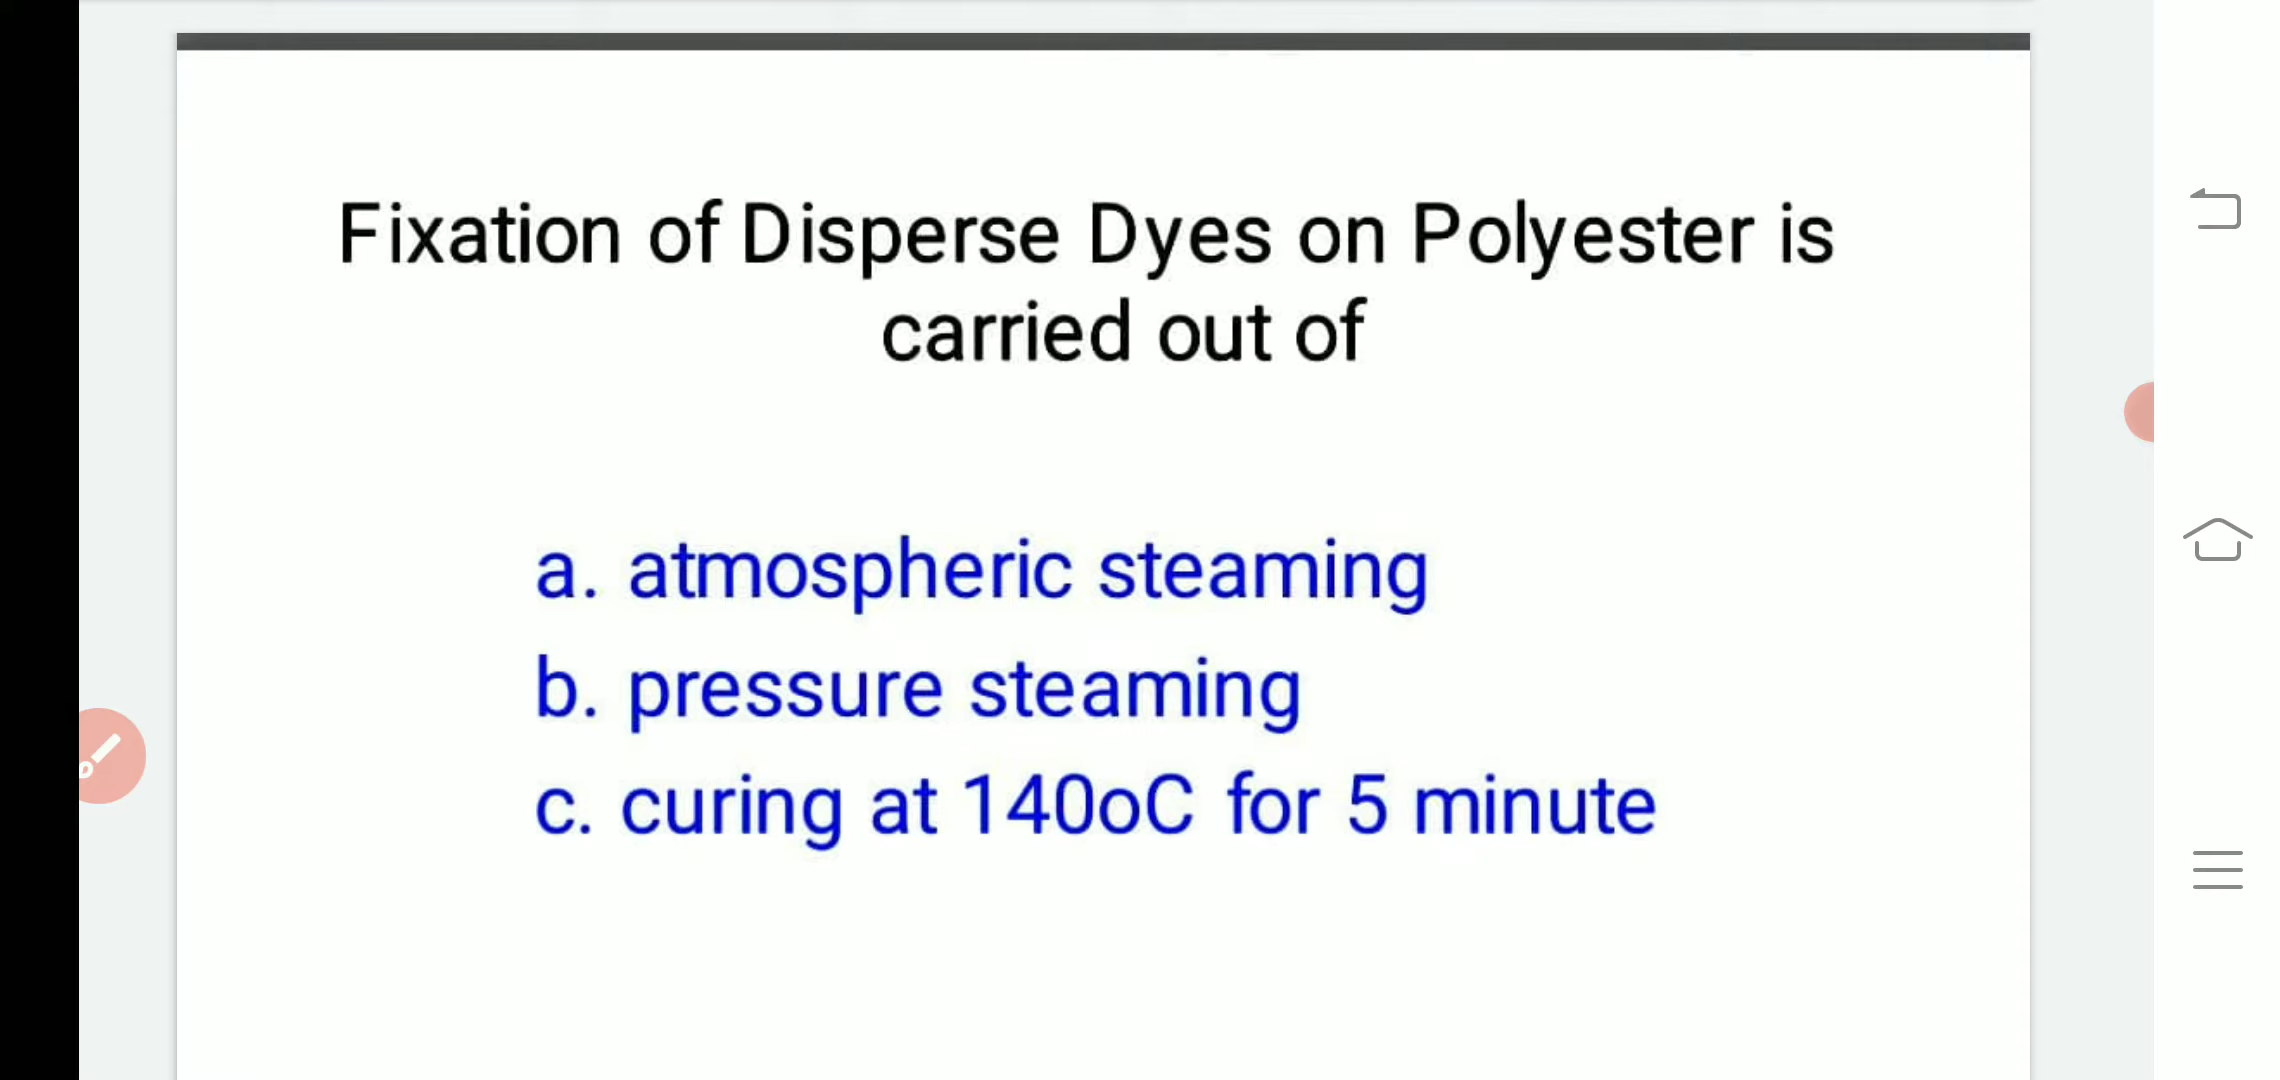 Fixation of Disperse Dyes on Polyester is
carried out of
a. atmospheric steaming
b. pressure steaming
c. curing at 140oC for 5 minute